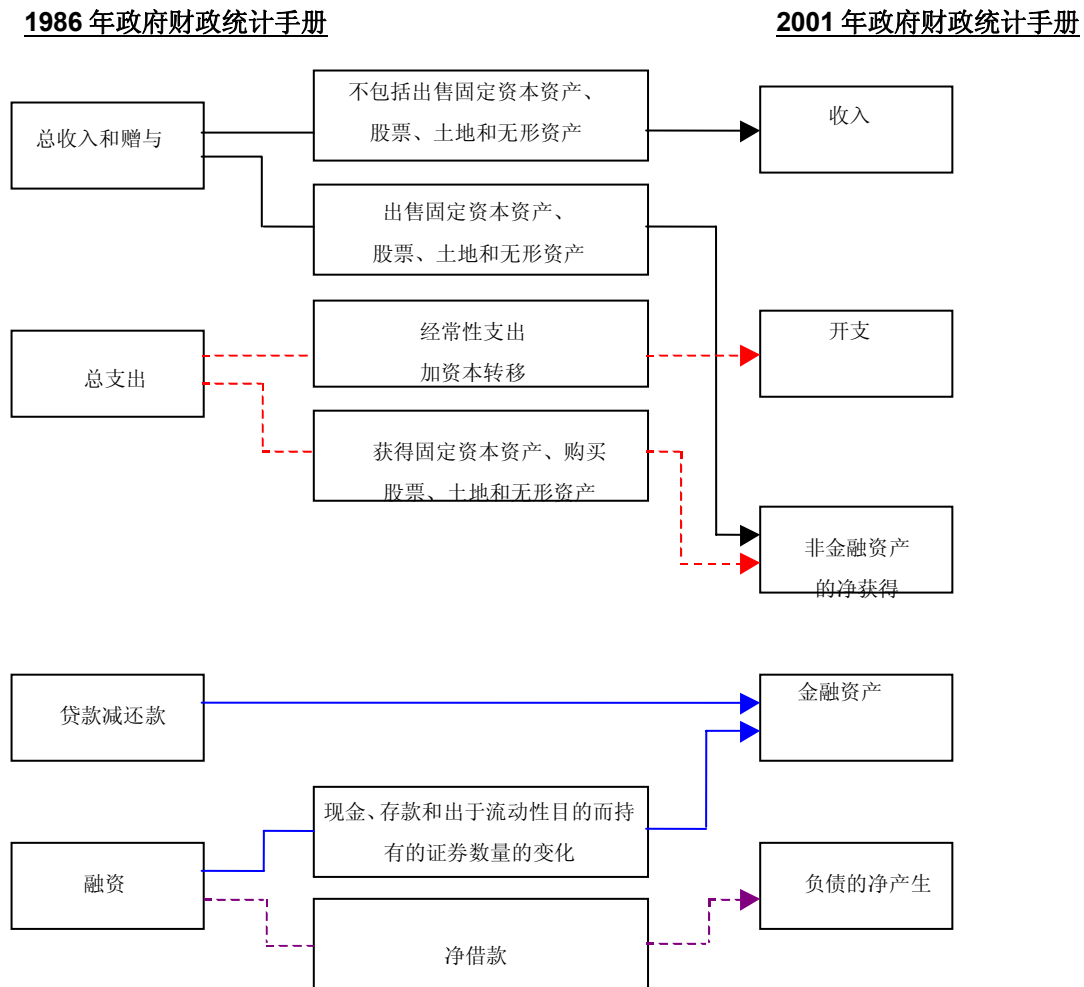 1986 年政府财政统计手册
2001 年政府财政统计手册
总收入和赠与
不包括出售固定资本资产、
股票、土地和无形资产
收入
出售固定资本资产、
股票、土地和无形资产
总支出
经常性支出
加资本转移
开支
获得固定资本资产、购买
股票、土地和无形资产
非金融资产
的净获得
贷款减还款
金融资产
现金、存款和出于流动性目的而持
有的证券数量的变化
融资
负债的净产生
净借款